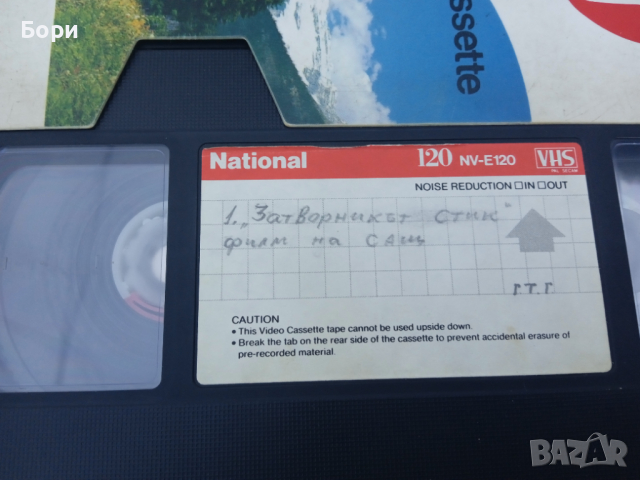 Бори
ssette
National 120 NV-E120 VHS
PAL SECAM
NOISE REDUCTION □IN □OUT
1. „Затворникът стик"
филм на САЩ
г.т.г
CAUTION
• This Video Cassette tape cannot be used upside down.
• Break the tab on the rear side of the cassette to prevent accidental erasure of
pre-recorded material.
BAZAR